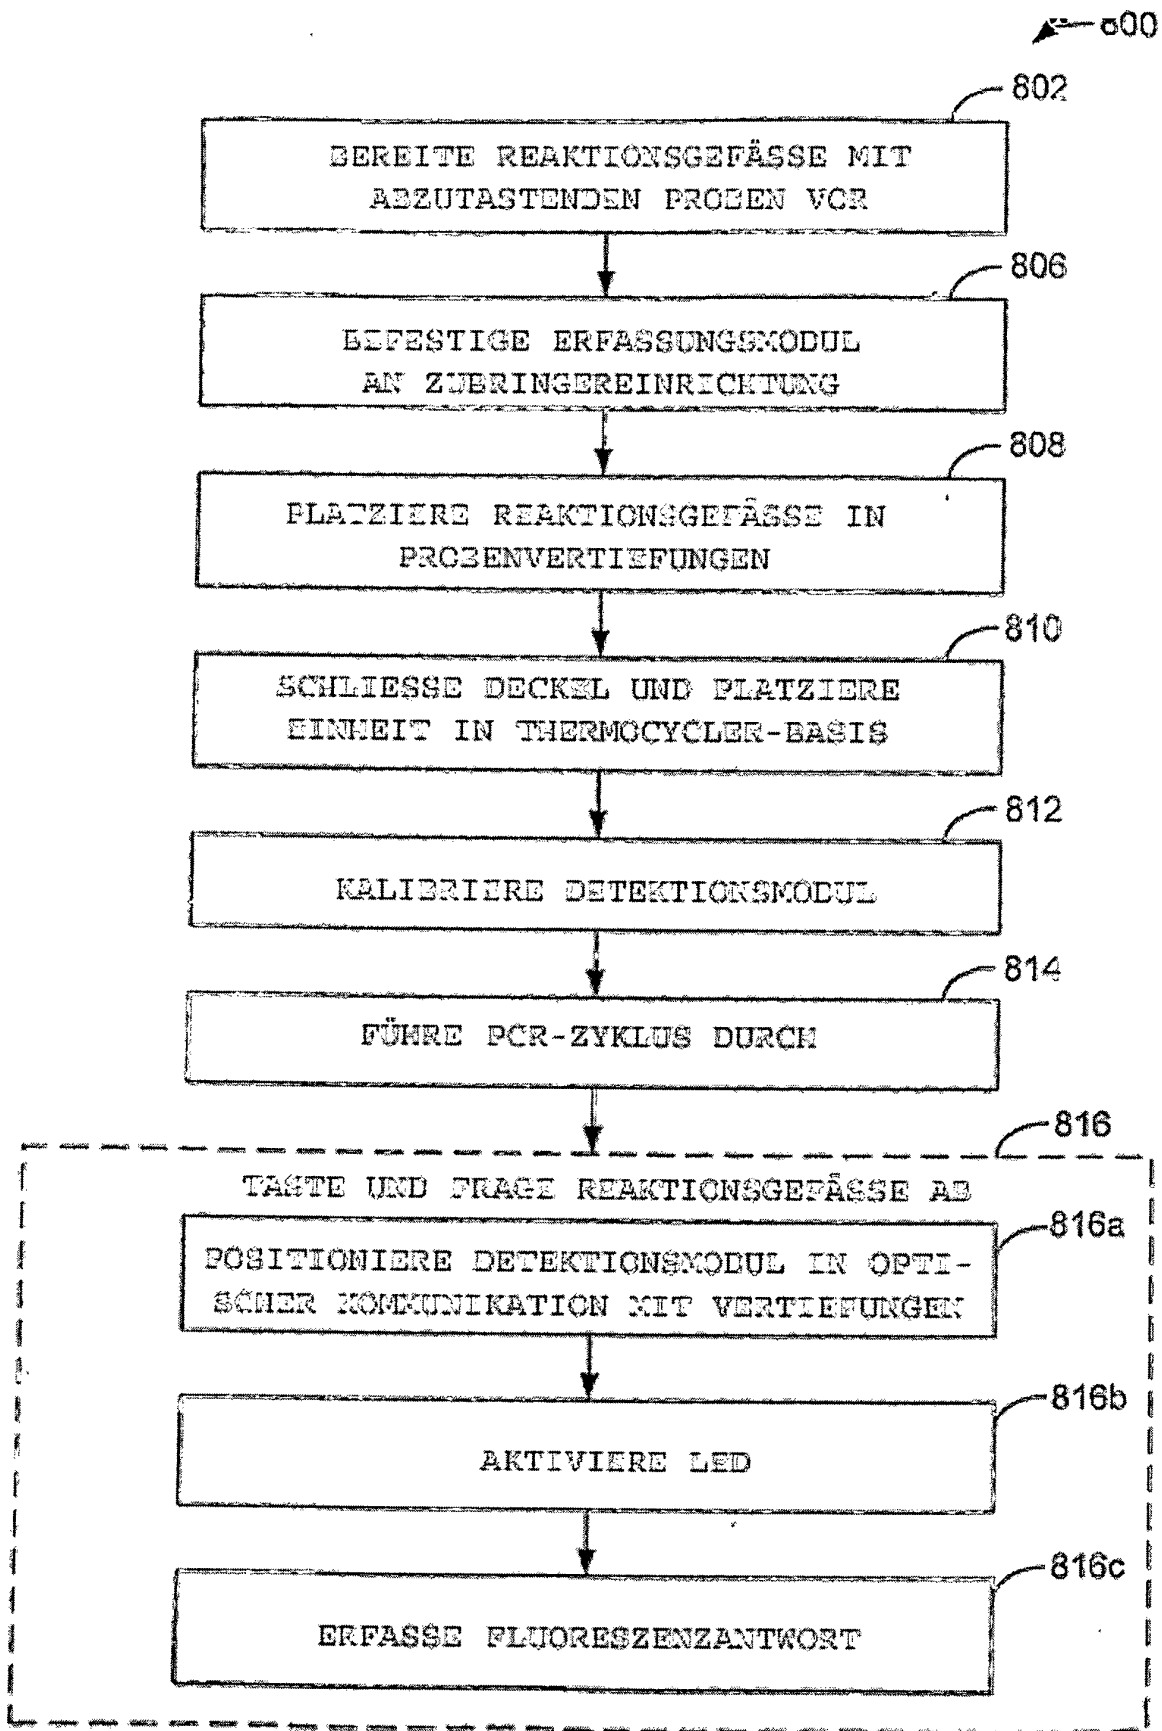 800
802
BEREITE REAKTIONSGEFÄSSE MIT
ABZUTASTENDEN PROBEN VOR
806
BEFESTIGE ERFASSUNGSMODUL
AN ZUBRINGEREINRICHTUNG
808
PLATZIERE REAKTIONSGEFÄSSE IN
PROBENVERTIEFUNGEN
810
SCHLIESSE DECKEL UND PLATZIERE
EINHEIT IN THERMOCYCLER-BASIS
812
KALIBRIERE DETEKTIONSMODUL
814
FÜHRE PCR-ZYKLUS DURCH
816
TASTE UND FRAGE REAKTIONSGEFÄSSE AB
816a
POSITIONIERE DETEKTIONSMODUL IN OPTI-
SCHER KOMMUNIKATION MIT VERTIEFUNGEN
816b
AKTIVIERE LED
816c
ERFASSE FLUORESZENZANTWORT